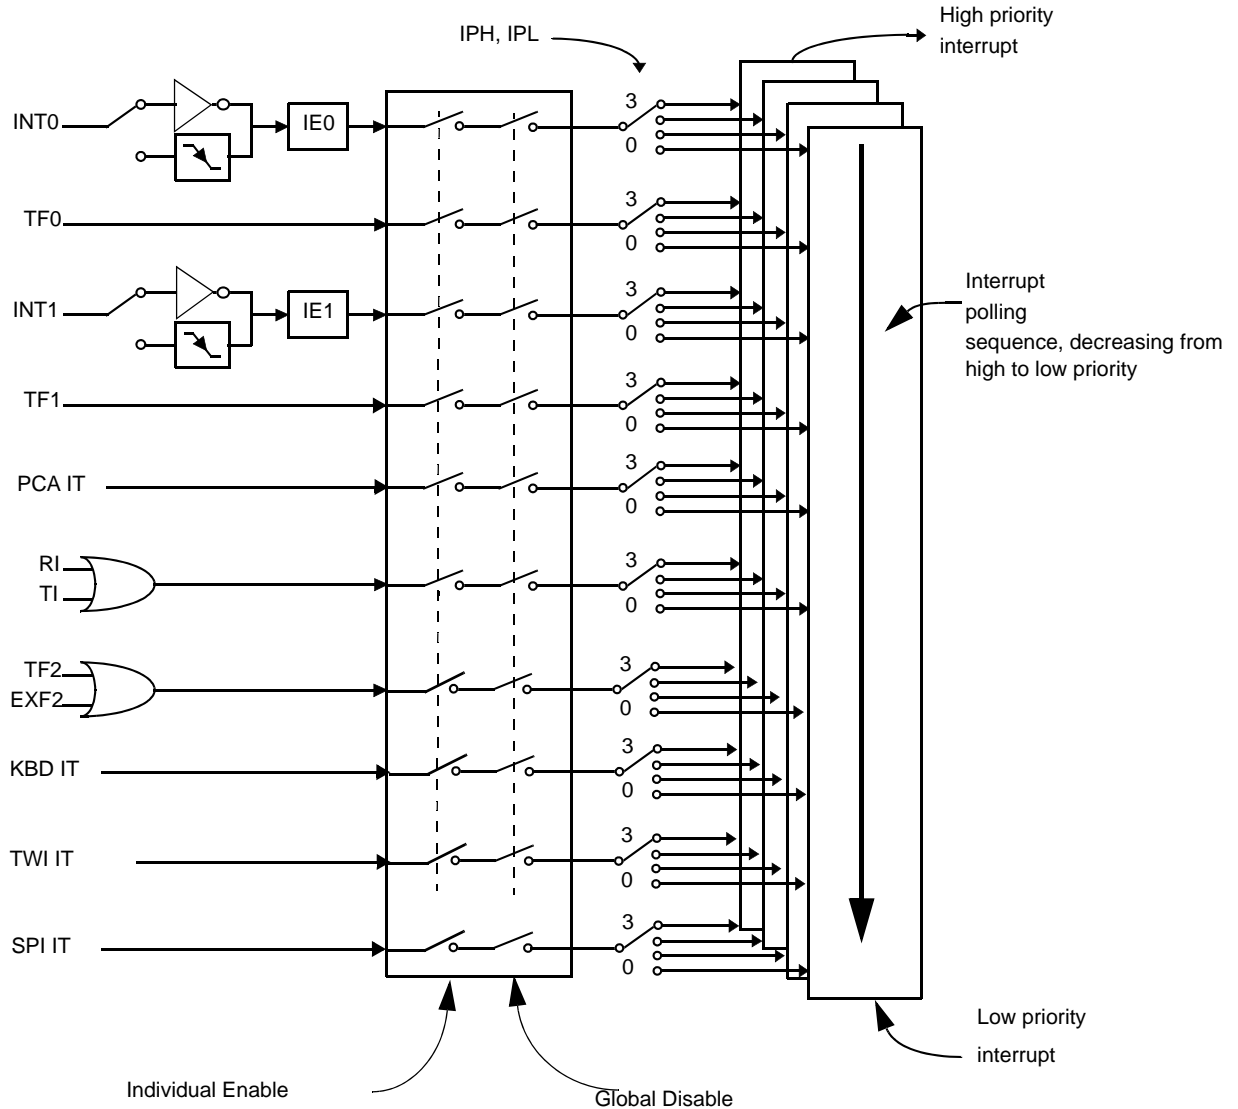 High priority
interrupt
IPH, IPL
INT0
IE0
3
0
TF0
3
0
INT1
IE1
3
0
Interrupt
polling
sequence, decreasing from
high to low priority
TF1
3
0
PCA IT
3
0
RI
TI
3
0
TF2
EXF2
3
0
KBD IT
3
0
TWI IT
3
0
SPI IT
3
0
Low priority
interrupt
Individual Enable
Global Disable